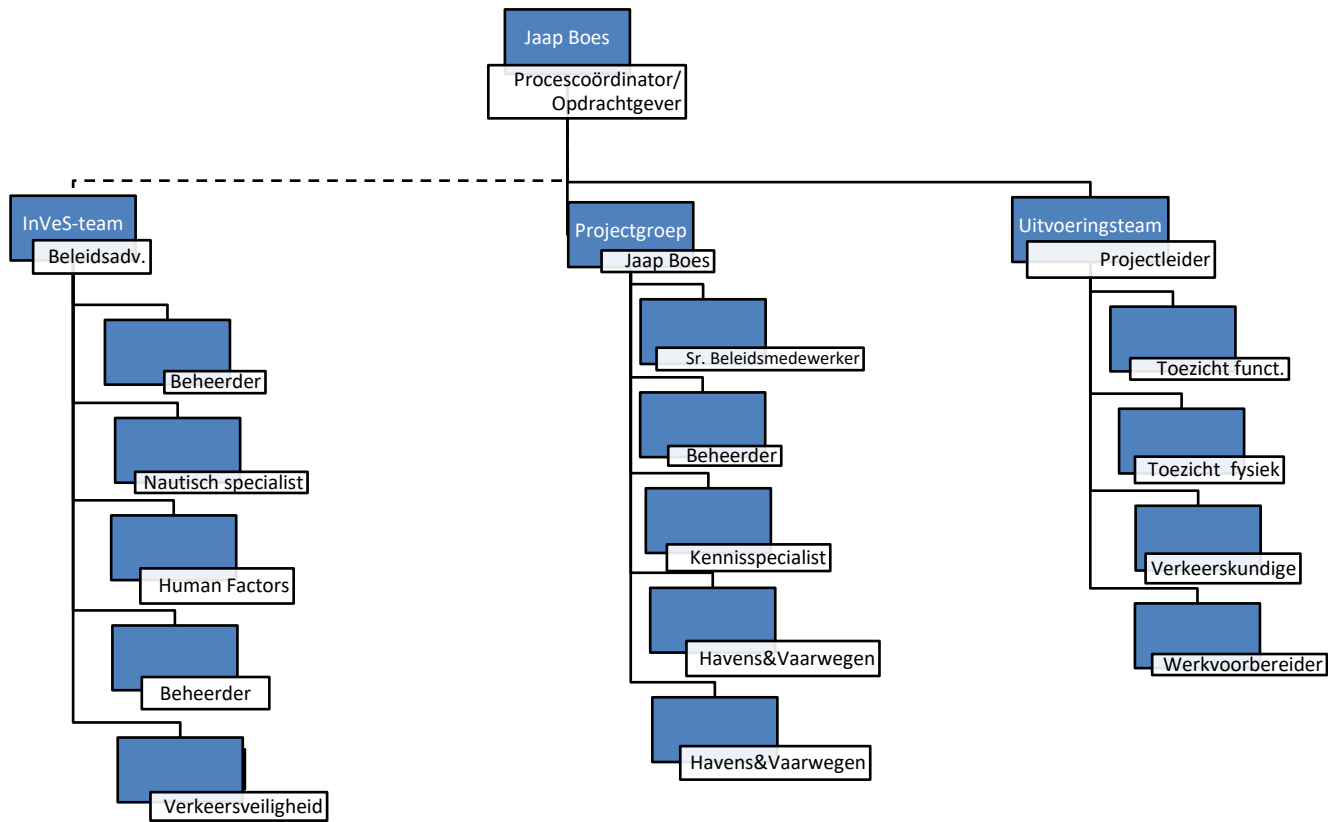 Jaap Boes
Procescoördinator/
Opdrachtgever
InVeS-team
Beleidsadv.
Beheerder
Nautisch specialist
Human Factors
Beheerder
Verkeersveiligheid
Projectgroep
Jaap Boes
Sr. Beleidsmedewerker
Beheerder
Kennisspecialist
Havens&Vaarwegen
Havens&Vaarwegen
Uitvoeringsteam
Projectleider
Toezicht funct.
Toezicht fysiek
Verkeerskundige
Werkvoorbereider